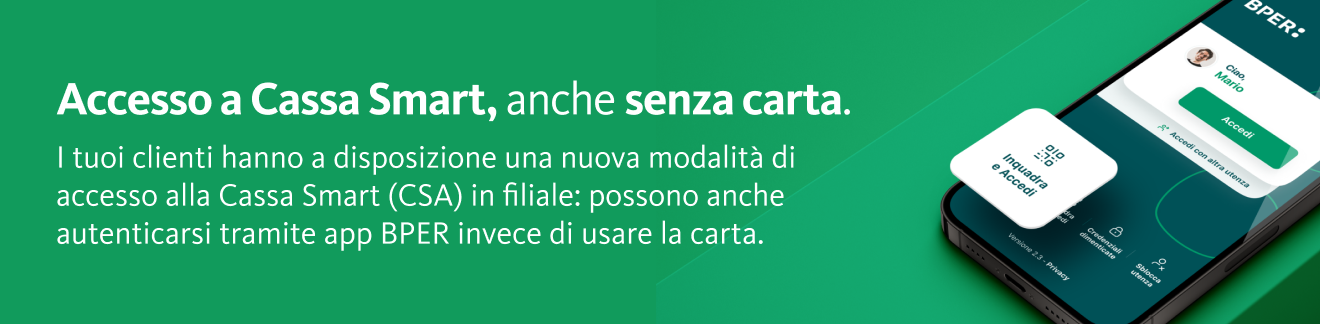 Accesso a Cassa Smart, anche senza carta.
I tuoi clienti hanno a disposizione una nuova modalità di
accesso alla Cassa Smart (CSA) in filiale: possono anche
autenticarsi tramite app BPER invece di usare la carta.
BPER:
Ciao,
Mario
Accedi
Accedi con altra utenza
Inquadra
e Accedi
Credenziali
dimenticate
Sblocca
utenza
Versione 2.3 - Privacy